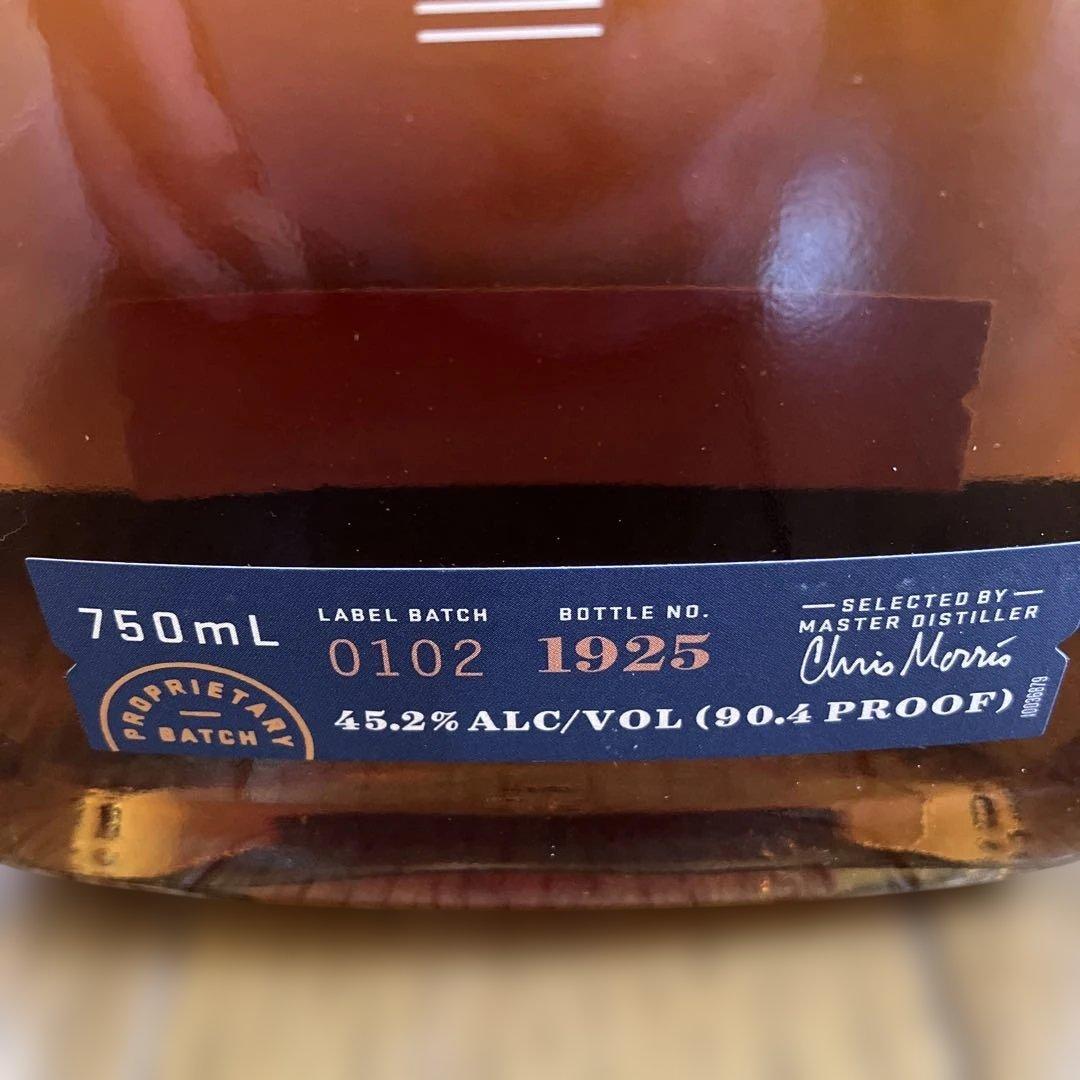 750mL
LABEL BATCH
0102
BOTTLE NO.
1925
SELECTED BY
MASTER DISTILLER
Chris Morris
PROPRIETARY
BATCH
45.2% ALC/VOL (90.4 PROOF)
10036879